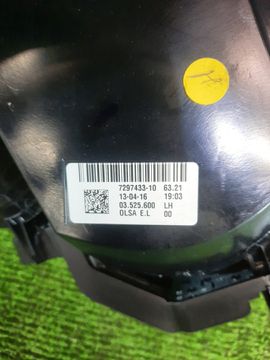 7297433-10 63.21
13-04-16 19:03
03.525.600 LH
OLSA E.L 00